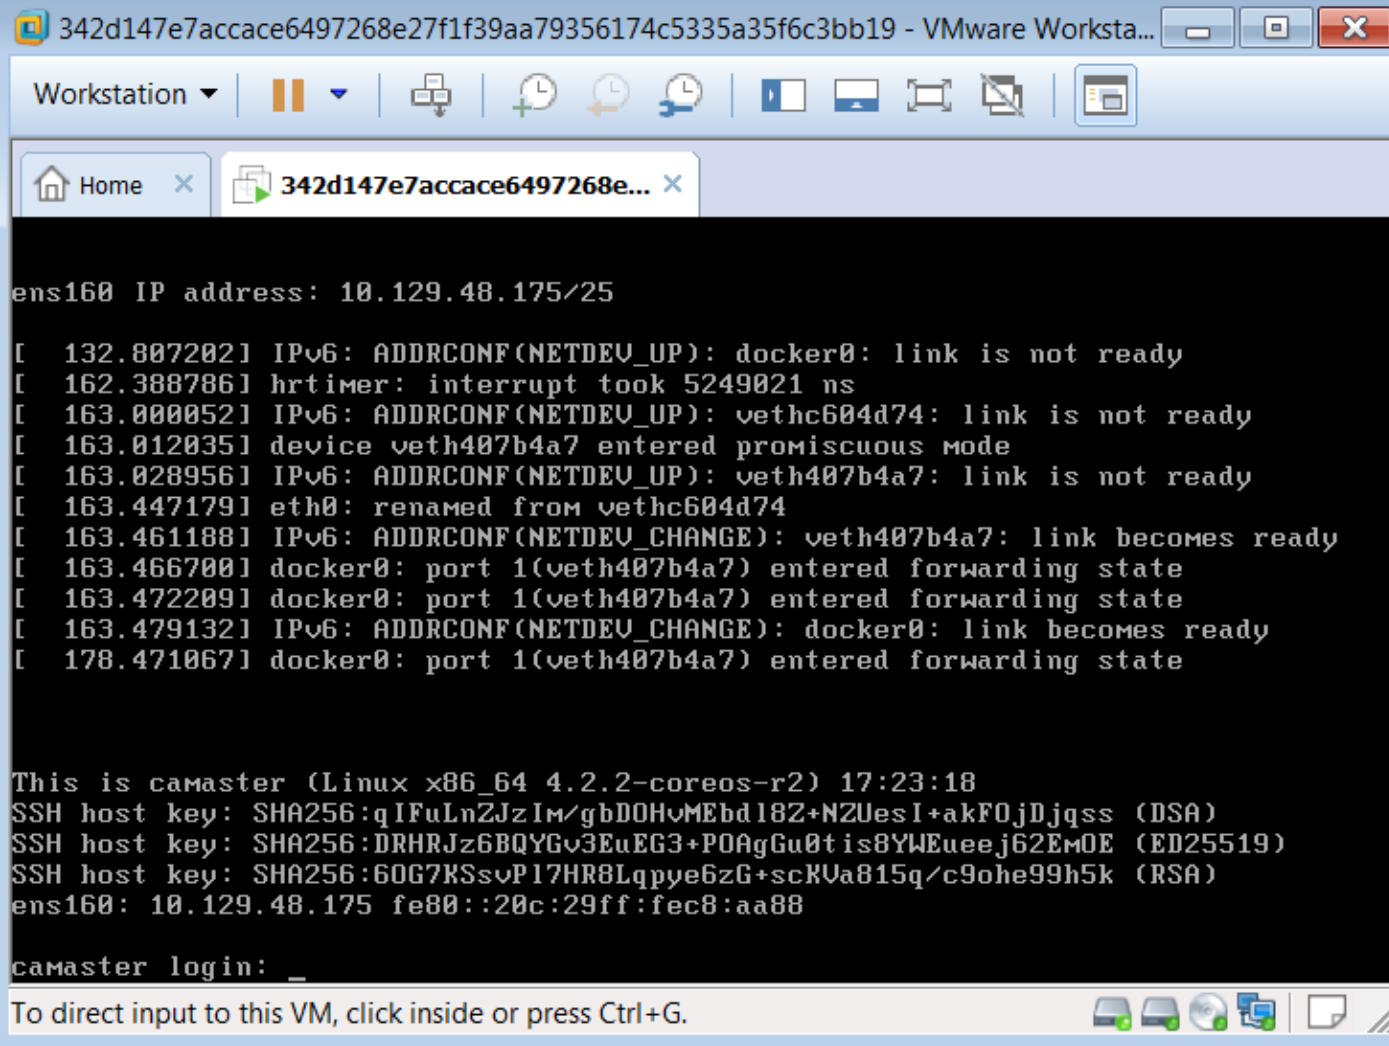 342d147e7accace6497268e27f1f39aa79356174c5335a35f6c3bb19 - VMware Worksta...
Workstation
Home
342d147e7accace6497268e...
ens160 IP address: 10.129.48.175/25
[  132.807202] IPv6: ADDRCONF(NETDEV_UP): docker0: link is not ready
[  162.388786] hrtimer: interrupt took 5249021 ns
[  163.000052] IPv6: ADDRCONF(NETDEV_UP): vethc604d74: link is not ready
[  163.012035] device veth407b4a7 entered promiscuous mode
[  163.028956] IPv6: ADDRCONF(NETDEV_UP): veth407b4a7: link is not ready
[  163.447179] eth0: renamed from vethc604d74
[  163.461188] IPv6: ADDRCONF(NETDEV_CHANGE): veth407b4a7: link becomes ready
[  163.466700] docker0: port 1(veth407b4a7) entered forwarding state
[  163.472209] docker0: port 1(veth407b4a7) entered forwarding state
[  163.479132] IPv6: ADDRCONF(NETDEV_CHANGE): docker0: link becomes ready
[  178.471067] docker0: port 1(veth407b4a7) entered forwarding state
This is camaster (Linux x86_64 4.2.2-coreos-r2) 17:23:18
SSH host key: SHA256:qIFuLnZJzIm/gbDOHvMEbdl8Z+NZUesI+akFOjDjqss (DSA)
SSH host key: SHA256:DRHRJz6BQYGv3EuEG3+POAgGu0tis8YWEueej62EmOE (ED25519)
SSH host key: SHA256:6OG7KSsvPl7HR8Lqpye6zG+scKVa815q/c9ohe99h5k (RSA)
ens160: 10.129.48.175 fe80::20c:29ff:fec8:aa88
camaster login: _
To direct input to this VM, click inside or press Ctrl+G.